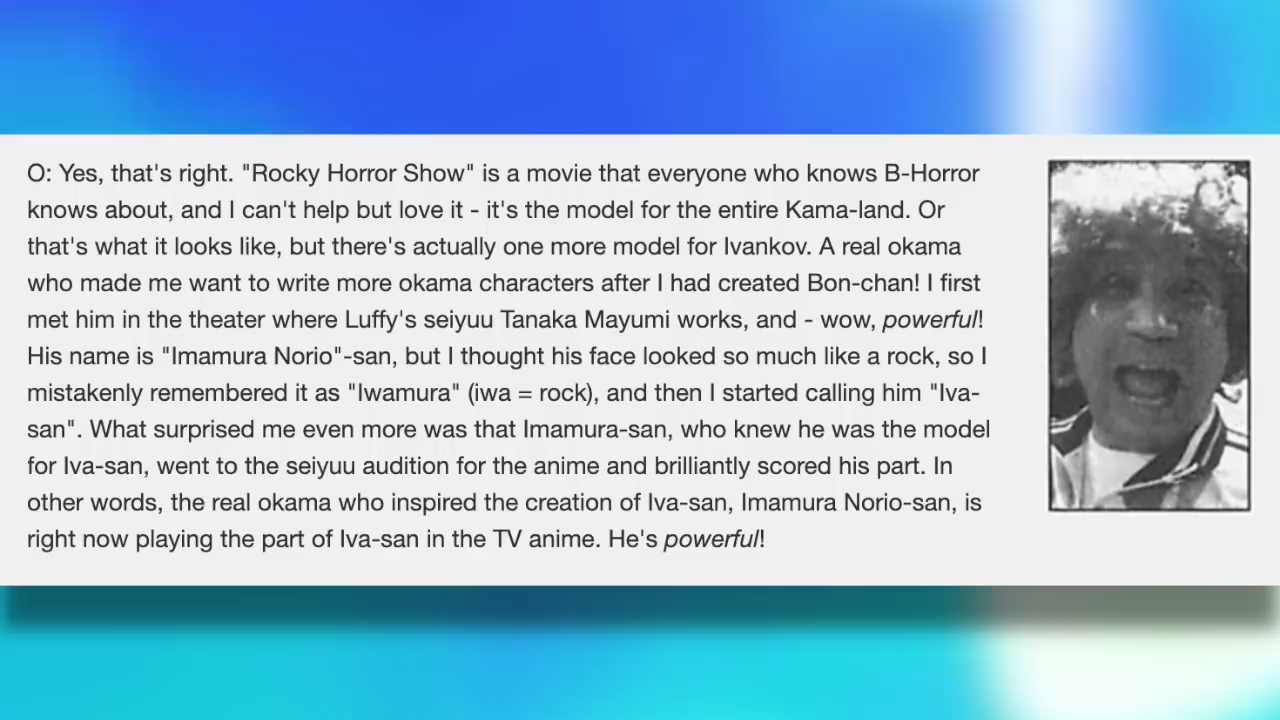 O: Yes, that's right. "Rocky Horror Show" is a movie that everyone who knows B-Horror
knows about, and I can't help but love it - it's the model for the entire Kama-land. Or
that's what it looks like, but there's actually one more model for Ivankov. A real okama
who made me want to write more okama characters after I had created Bon-chan! I first
met him in the theater where Luffy's seiyuu Tanaka Mayumi works, and - wow, powerful!
His name is "Imamura Norio"-san, but I thought his face looked so much like a rock, so I
mistakenly remembered it as "Iwamura" (iwa = rock), and then I started calling him "Iva-
san". What surprised me even more was that Imamura-san, who knew he was the model
for Iva-san, went to the seiyuu audition for the anime and brilliantly scored his part. In
other words, the real okama who inspired the creation of Iva-san, Imamura Norio-san, is
right now playing the part of Iva-san in the TV anime. He's powerful!